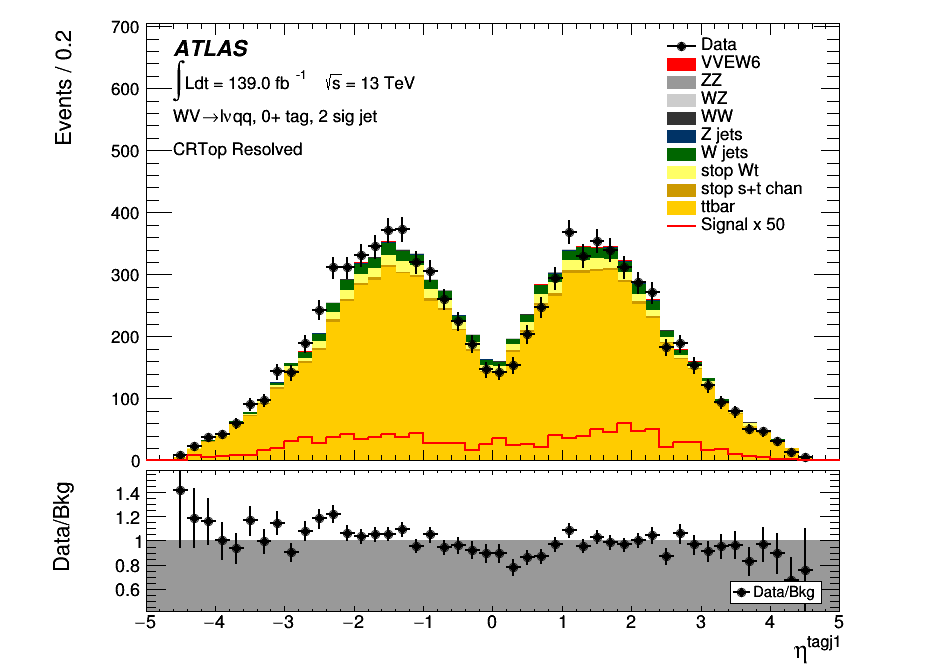 700
600
500
400
300
200
100
0
Events / 0.2
ATLAS
∫Ldt = 139.0 fb⁻¹ √s = 13 TeV
WV→lνqq, 0+ tag, 2 sig jet
CRTop Resolved
Data
VVEW6
ZZ
WZ
WW
Z jets
W jets
stop Wt
stop s+t chan
ttbar
Signal x 50
Data/Bkg
1.4
1.2
1
0.8
0.6
Data/Bkg
−5 −4 −3 −2 −1 0 1 2 3 4 5
η^tagj1